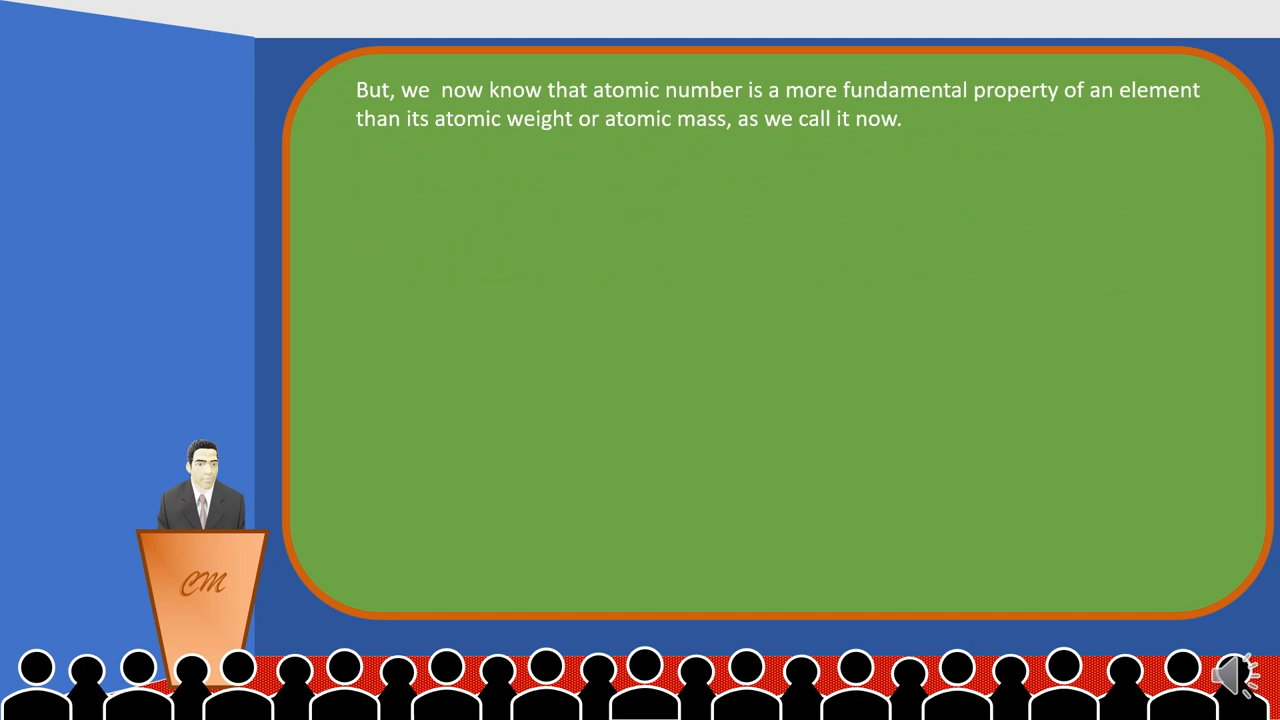 But, we  now know that atomic number is a more fundamental property of an element
than its atomic weight or atomic mass, as we call it now.
CM